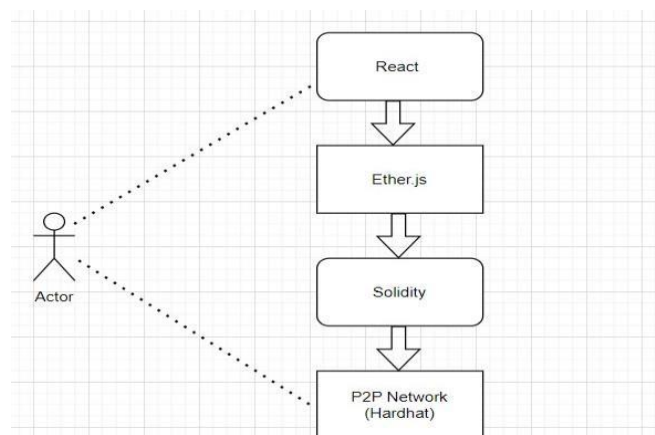 React
Ether.js
Solidity
Actor
P2P Network
(Hardhat)